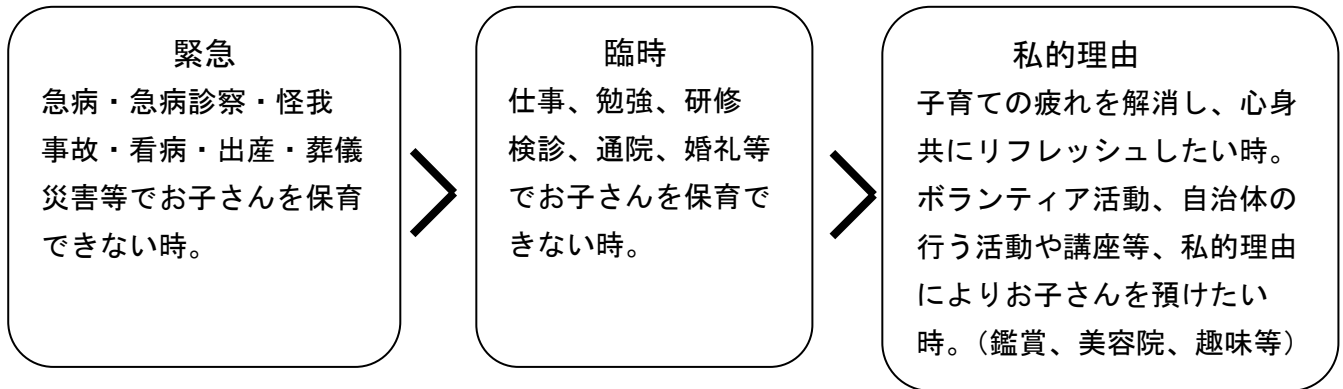 緊急
急病・急病診察・怪我
事故・看病・出産・葬儀
災害等でお子さんを保育
できない時。
臨時
仕事、勉強、研修
検診、通院、婚礼等
でお子さんを保育で
きない時。
私的理由
子育ての疲れを解消し、心身
共にリフレッシュしたい時。
ボランティア活動、自治体の
行う活動や講座等、私的理由
によりお子さんを預けたい
時。（鑑賞、美容院、趣味等）